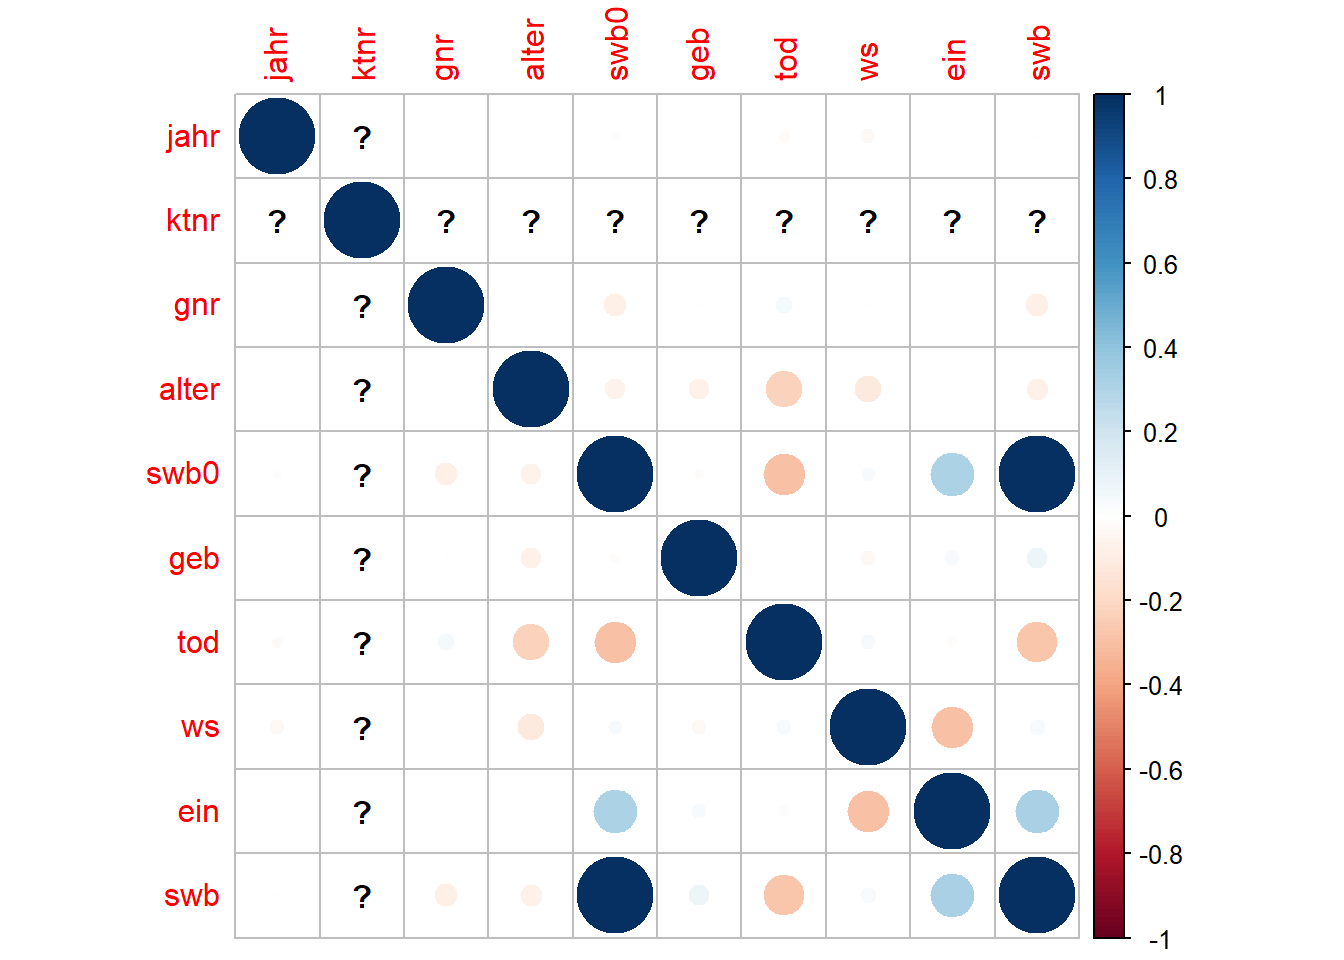 jahr ktnr gnr alter swb0 geb tod ws ein swb
jahr ?
ktnr ? ? ? ? ? ? ? ? ?
gnr ?
alter ?
swb0 ?
geb ?
tod ?
ws ?
ein ?
swb ?
1
0.8
0.6
0.4
0.2
0
-0.2
-0.4
-0.6
-0.8
-1